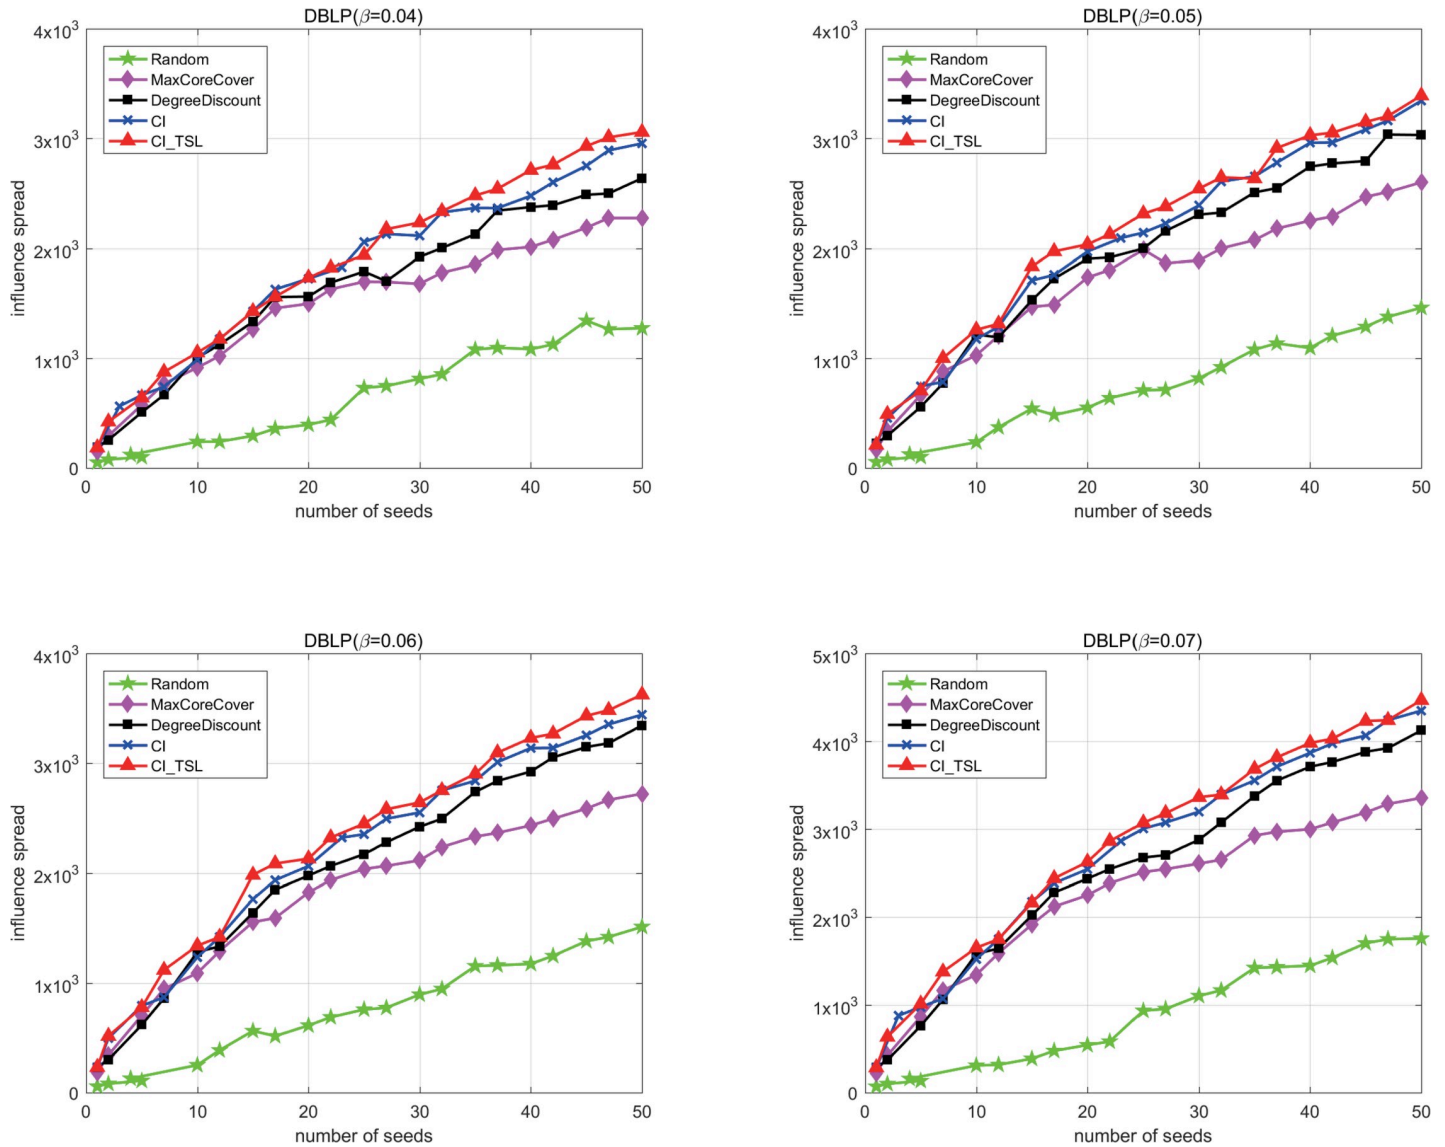 DBLP(β=0.04)
4x10³
3x10³
2x10³
1x10³
0
influence spread
Random
MaxCoreCover
DegreeDiscount
CI
CI_TSL
0 10 20 30 40 50
number of seeds
DBLP(β=0.05)
4x10³
3x10³
2x10³
1x10³
0
influence spread
Random
MaxCoreCover
DegreeDiscount
CI
CI_TSL
0 10 20 30 40 50
number of seeds
DBLP(β=0.06)
4x10³
3x10³
2x10³
1x10³
0
influence spread
Random
MaxCoreCover
DegreeDiscount
CI
CI_TSL
0 10 20 30 40 50
number of seeds
DBLP(β=0.07)
5x10³
4x10³
3x10³
2x10³
1x10³
0
influence spread
Random
MaxCoreCover
DegreeDiscount
CI
CI_TSL
0 10 20 30 40 50
number of seeds